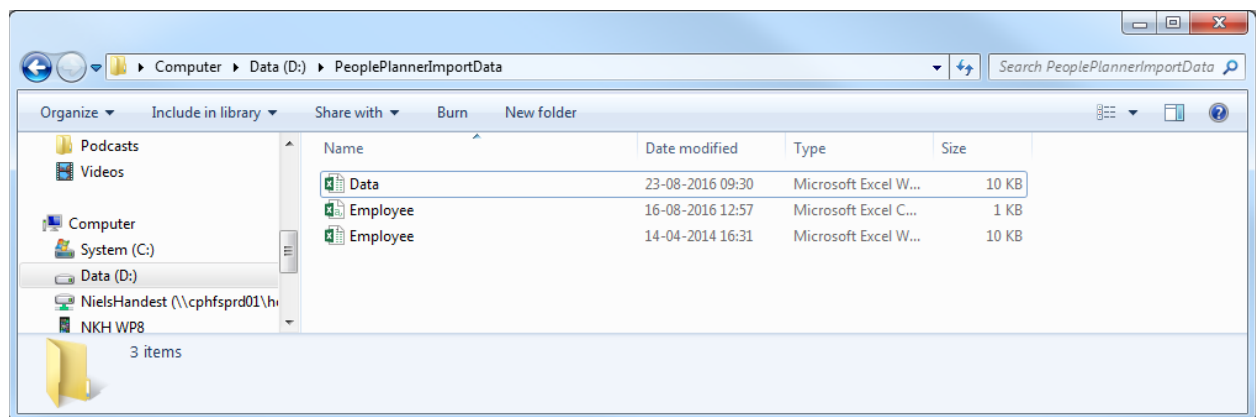 Computer Data (D:) PeoplePlannerImportData Search PeoplePlannerImportData
Organize Include in library Share with Burn New folder
Podcasts
Videos
Computer
System (C:)
Data (D:)
NielsHandest (\\cphfsprd01\h
NKH WP8
Name Date modified Type Size
Data 23-08-2016 09:30 Microsoft Excel W... 10 KB
Employee 16-08-2016 12:57 Microsoft Excel C... 1 KB
Employee 14-04-2014 16:31 Microsoft Excel W... 10 KB
3 items